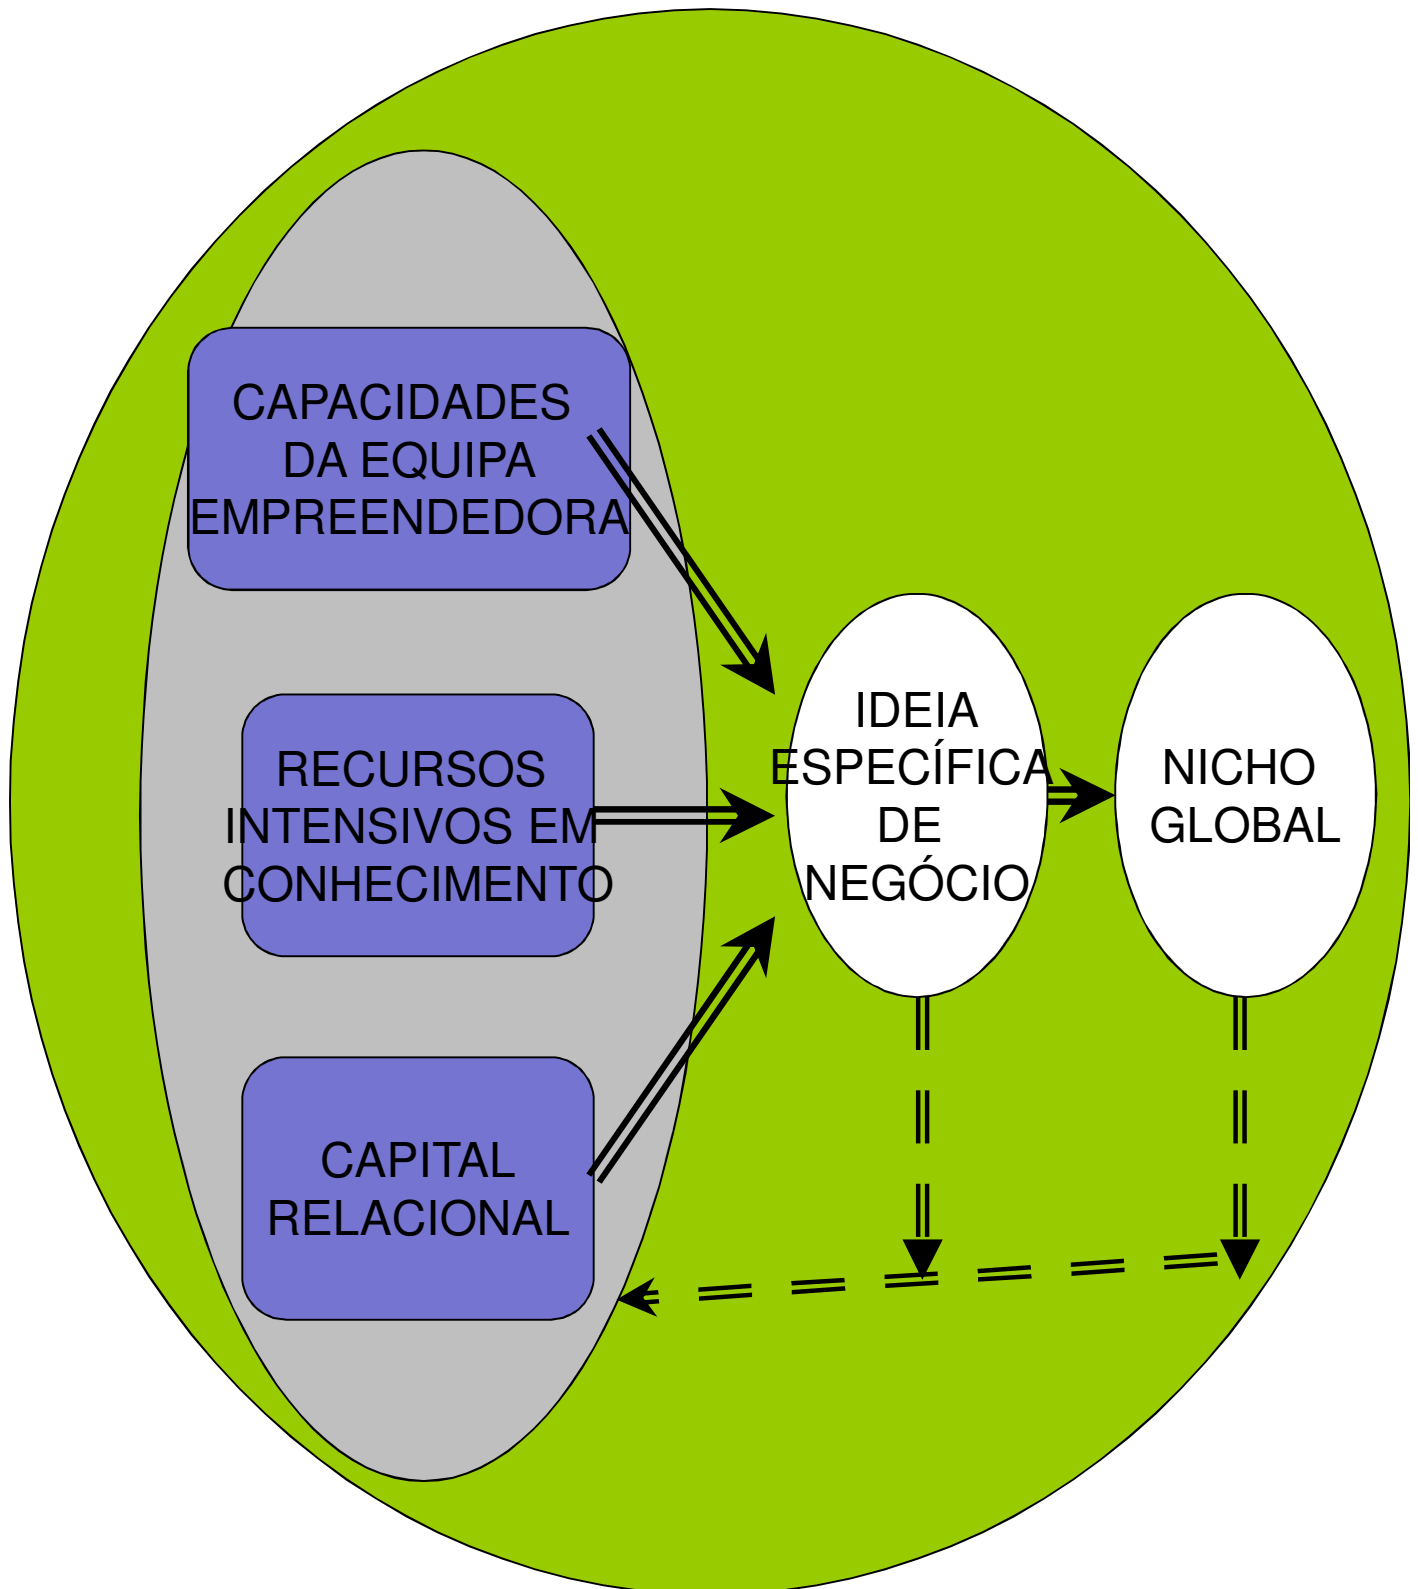 CAPACIDADES
DA EQUIPA
EMPREENDEDORA
RECURSOS
INTENSIVOS EM
CONHECIMENTO
CAPITAL
RELACIONAL
IDEIA
ESPECÍFICA
DE
NEGÓCIO
NICHO
GLOBAL